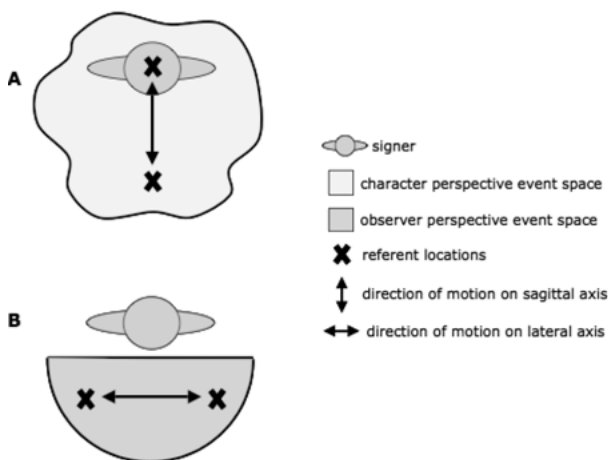 A
signer
character perspective event space
observer perspective event space
referent locations
direction of motion on sagittal axis
B
direction of motion on lateral axis